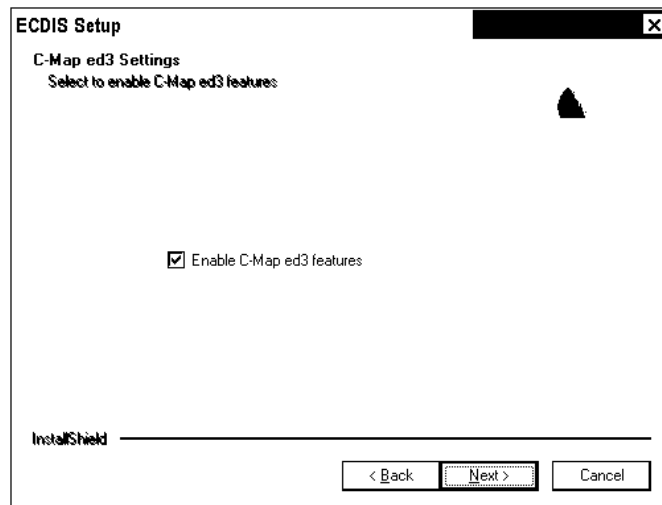 ECDIS Setup
C-Map ed3 Settings
Select to enable C-Map ed3 features
Enable C-Map ed3 features
InstallShield
< Back Next > Cancel